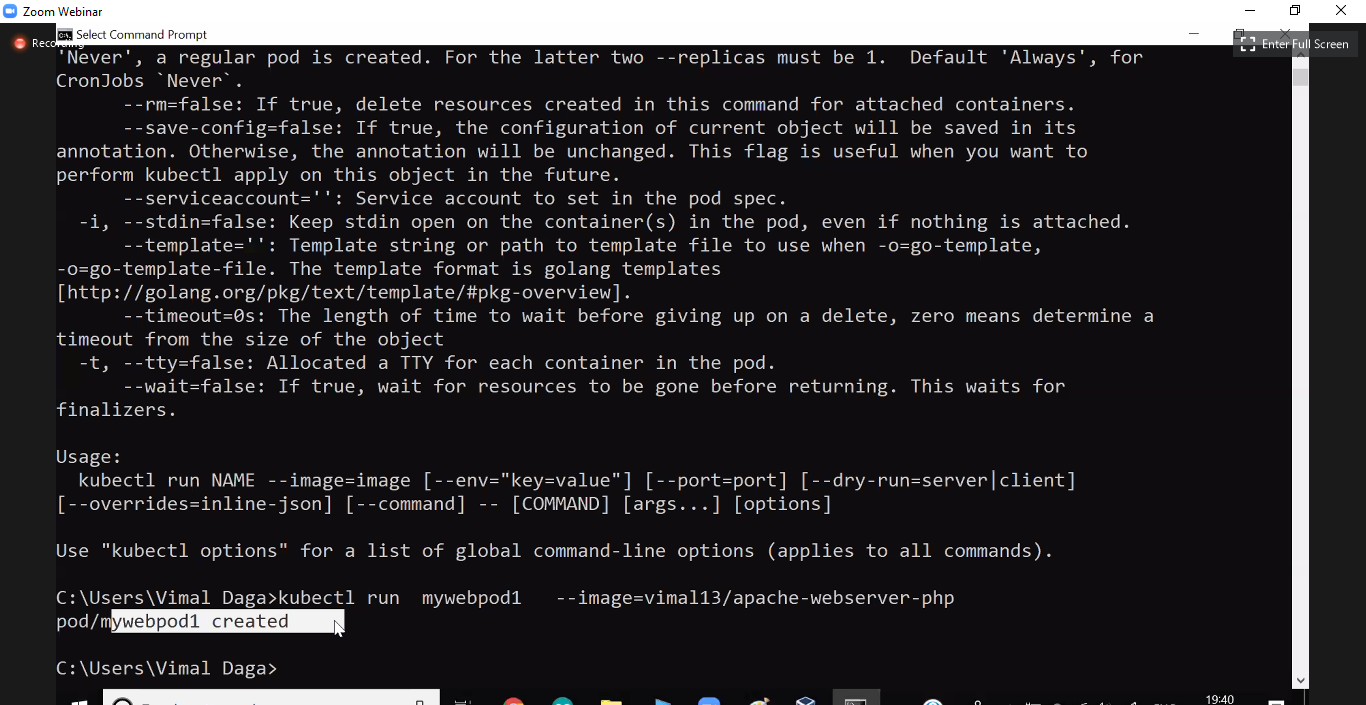 Zoom Webinar
Select Command Prompt
Recording
Enter Full Screen
'Never', a regular pod is created. For the latter two --replicas must be 1.  Default 'Always', for
CronJobs `Never`.
--rm=false: If true, delete resources created in this command for attached containers.
--save-config=false: If true, the configuration of current object will be saved in its
annotation. Otherwise, the annotation will be unchanged. This flag is useful when you want to
perform kubectl apply on this object in the future.
--serviceaccount='': Service account to set in the pod spec.
-i, --stdin=false: Keep stdin open on the container(s) in the pod, even if nothing is attached.
--template='': Template string or path to template file to use when -o=go-template,
-o=go-template-file. The template format is golang templates
[http://golang.org/pkg/text/template/#pkg-overview].
--timeout=0s: The length of time to wait before giving up on a delete, zero means determine a
timeout from the size of the object
-t, --tty=false: Allocated a TTY for each container in the pod.
--wait=false: If true, wait for resources to be gone before returning. This waits for
finalizers.
Usage:
kubectl run NAME --image=image [--env="key=value"] [--port=port] [--dry-run=server|client]
[--overrides=inline-json] [--command] -- [COMMAND] [args...] [options]
Use "kubectl options" for a list of global command-line options (applies to all commands).
C:\Users\Vimal Daga>kubectl run  mywebpod1   --image=vimal13/apache-webserver-php
pod/mywebpod1 created
C:\Users\Vimal Daga>
19:40